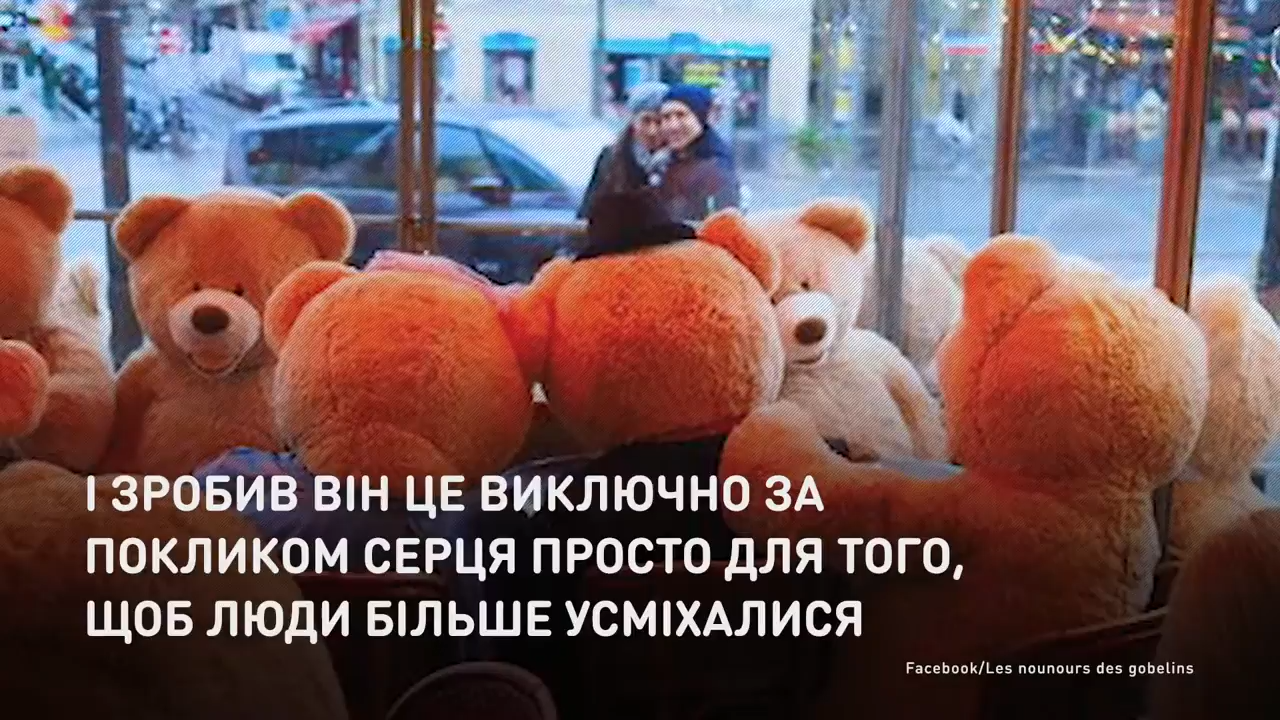 І ЗРОБИВ ВІН ЦЕ ВИКЛЮЧНО ЗА
ПОКЛИКОМ СЕРЦЯ ПРОСТО ДЛЯ ТОГО,
ЩОБ ЛЮДИ БІЛЬШЕ УСМІХАЛИСЯ
Facebook/Les nounours des gobelins